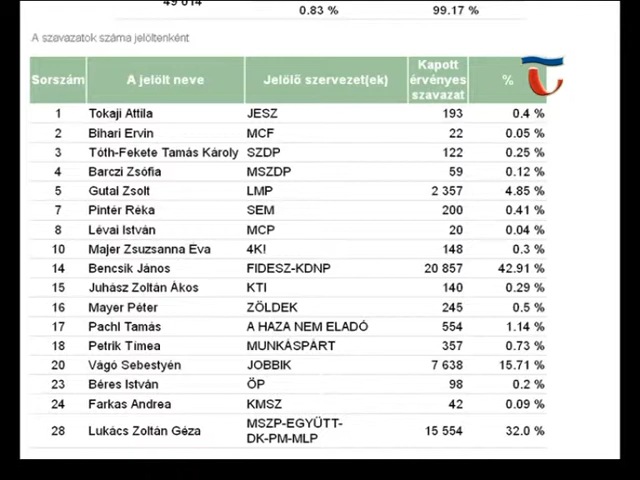 0.83 % 99.17 %
A szavazatok száma jelöltenként
Sorszám A jelölt neve Jelölő szervezet(ek) Kapott érvényes szavazat %
1 Tokaji Attila JESZ 193 0.4 %
2 Bihari Ervin MCF 22 0.05 %
3 Tóth-Fekete Tamás Károly SZDP 122 0.25 %
4 Barczi Zsófia MSZDP 59 0.12 %
5 Gutal Zsolt LMP 2 357 4.85 %
7 Pintér Réka SEM 200 0.41 %
8 Lévai István MCP 20 0.04 %
10 Majer Zsuzsanna Éva 4K! 148 0.3 %
14 Bencsik János FIDESZ-KDNP 20 857 42.91 %
15 Juhász Zoltán Ákos KTI 140 0.29 %
16 Mayer Péter ZÖLDEK 245 0.5 %
17 Pachl Tamás A HAZA NEM ELADÓ 554 1.14 %
18 Petrik Tímea MUNKÁSPÁRT 357 0.73 %
20 Vágó Sebestyén JOBBIK 7 638 15.71 %
23 Béres István ÖP 98 0.2 %
24 Farkas Andrea KMSZ 42 0.09 %
28 Lukács Zoltán Géza MSZP-EGYÜTT-
DK-PM-MLP 15 554 32.0 %